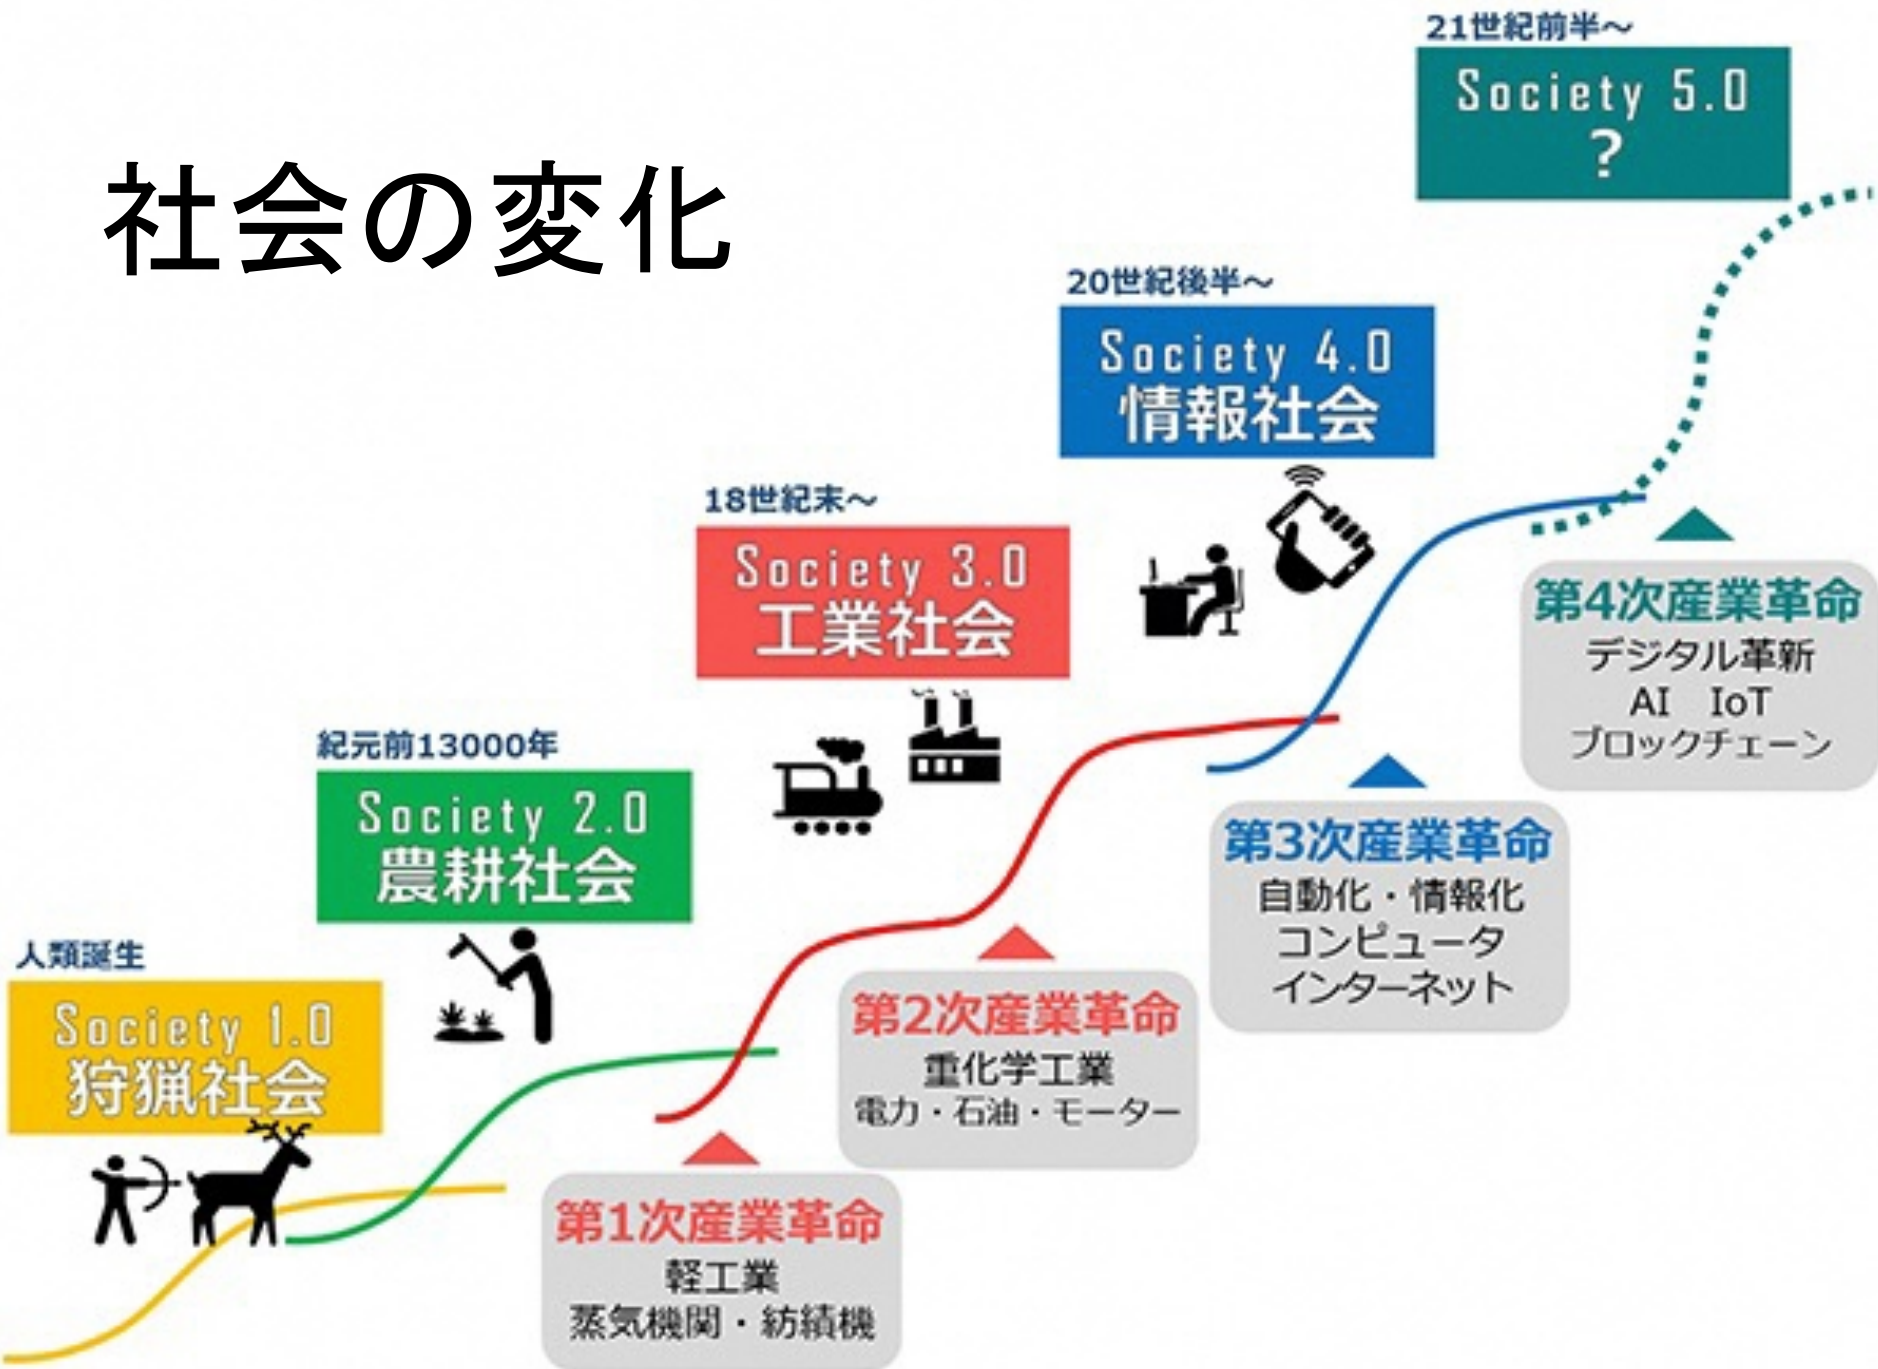 社会の変化
人類誕生
Society 1.0
狩猟社会
紀元前13000年
Society 2.0
農耕社会
18世紀末～
Society 3.0
工業社会
20世紀後半～
Society 4.0
情報社会
21世紀前半～
Society 5.0
?
第1次産業革命
軽工業
蒸気機関・紡績機
第2次産業革命
重化学工業
電力・石油・モーター
第3次産業革命
自動化・情報化
コンピュータ
インターネット
第4次産業革命
デジタル革新
AI　IoT
ブロックチェーン